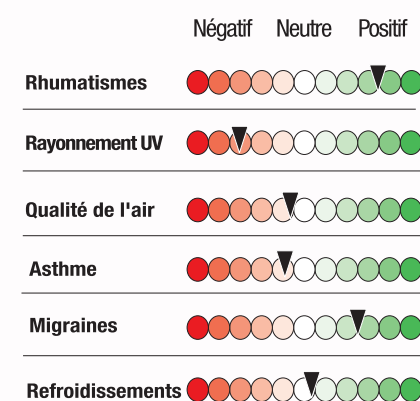 Négatif Neutre Positif
Rhumatismes
Rayonnement UV
Qualité de l'air
Asthme
Migraines
Refroidissements